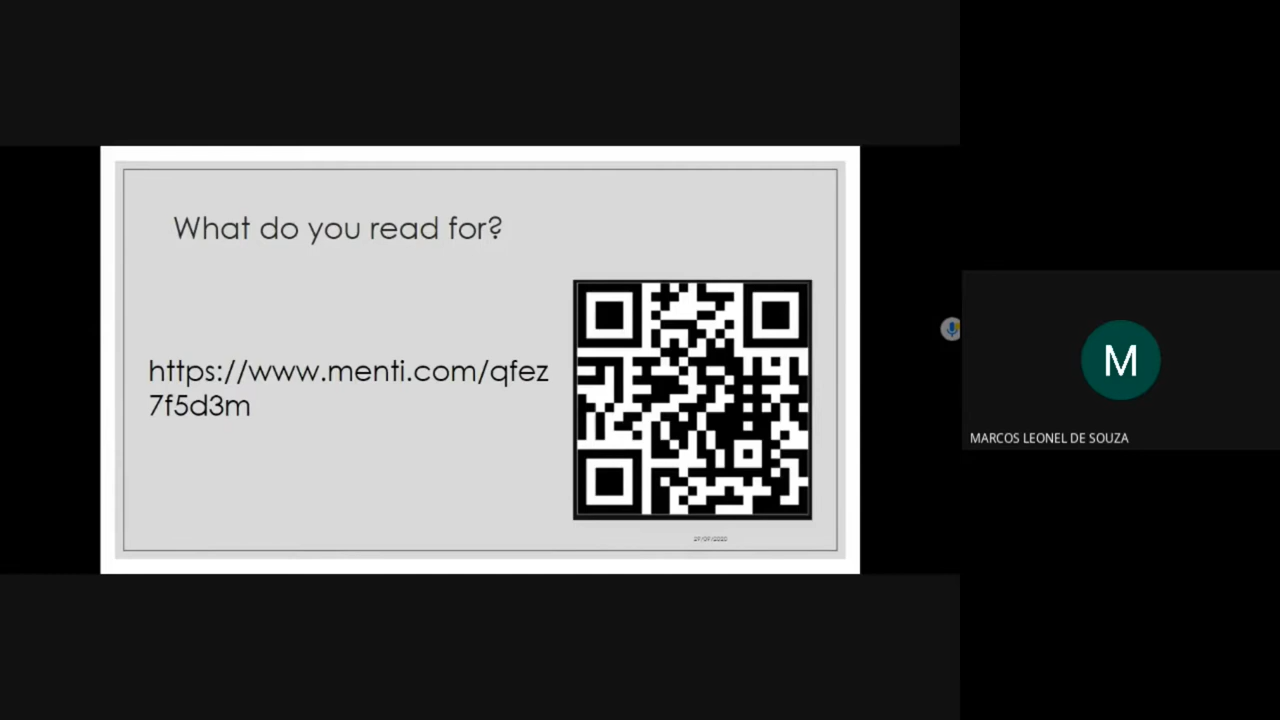 What do you read for?
https://www.menti.com/qfez
7f5d3m
M
MARCOS LEONEL DE SOUZA